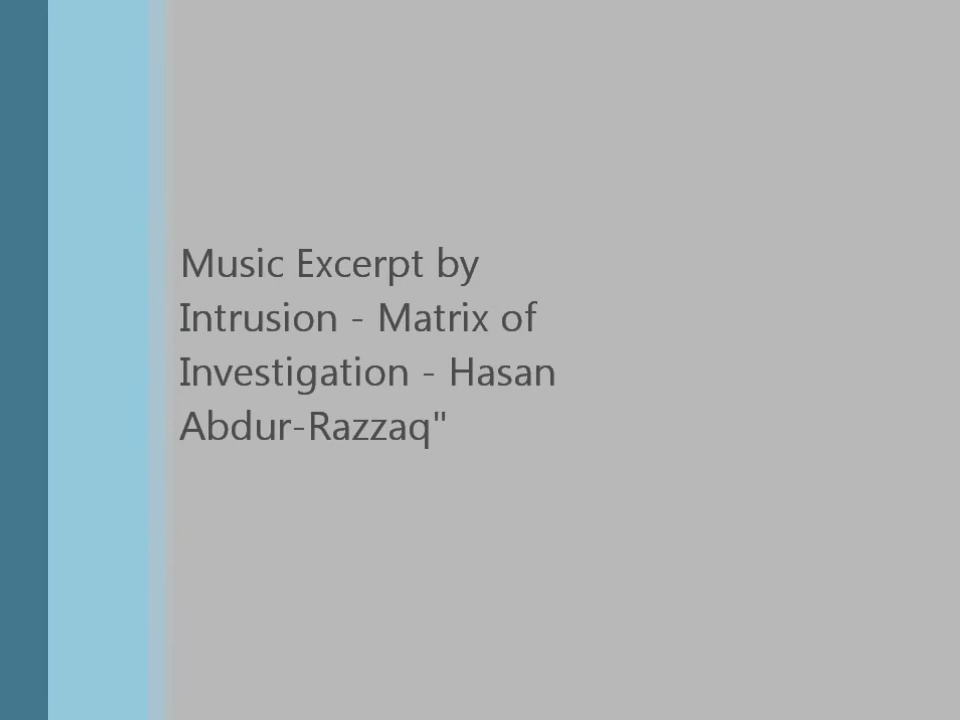 Music Excerpt by
Intrusion - Matrix of
Investigation - Hasan
Abdur-Razzaq"